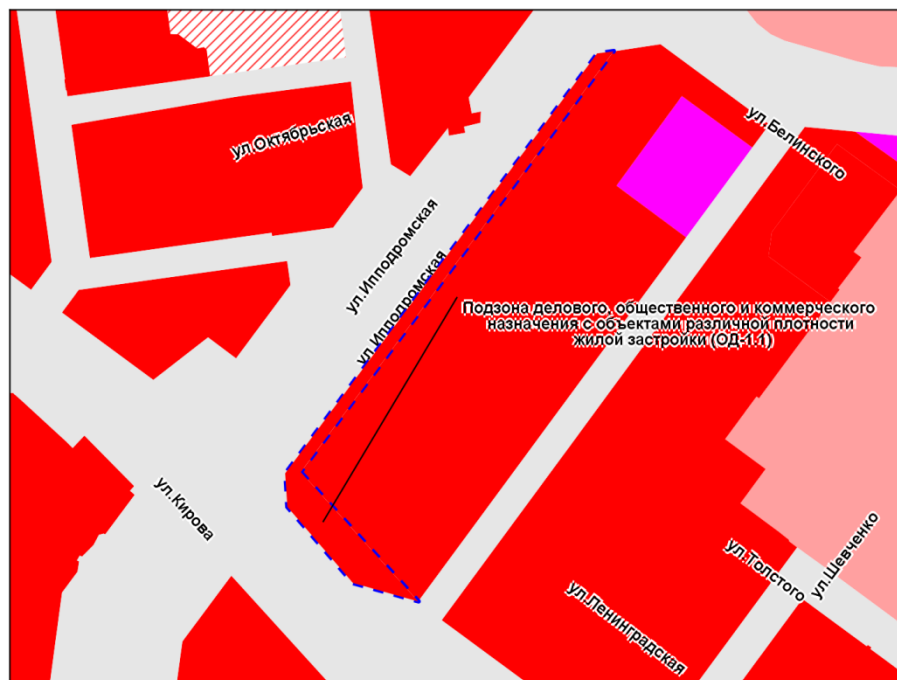 ул.Октябрьская
ул.Белинского
ул.Ипподромская
ул.Ипподромская
Подзона делового, общественного и коммерческого
назначения с объектами различной плотности
жилой застройки (ОД-1.1)
ул.Кирова
ул.Шевченко
ул.Толстого
ул.Ленинградская